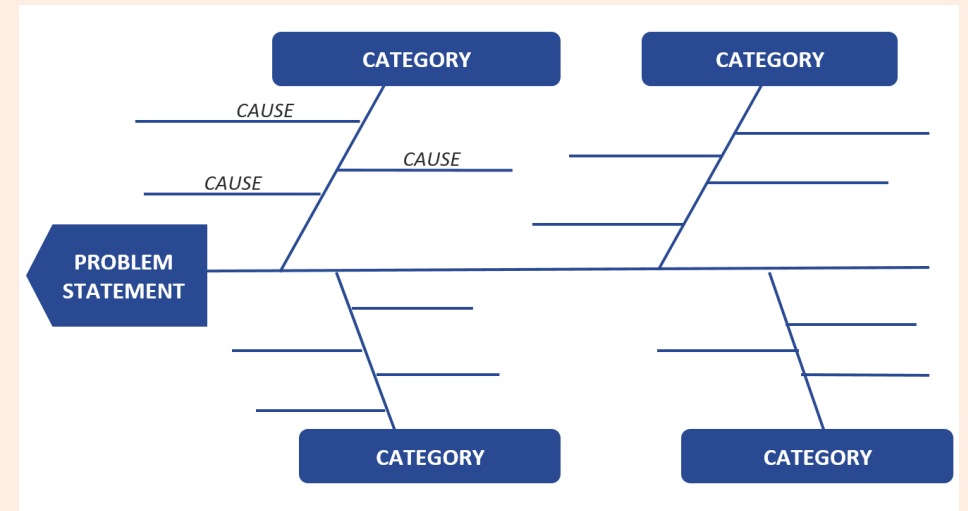 CATEGORY
CATEGORY
CAUSE
CAUSE
CAUSE
PROBLEM
STATEMENT
CATEGORY
CATEGORY